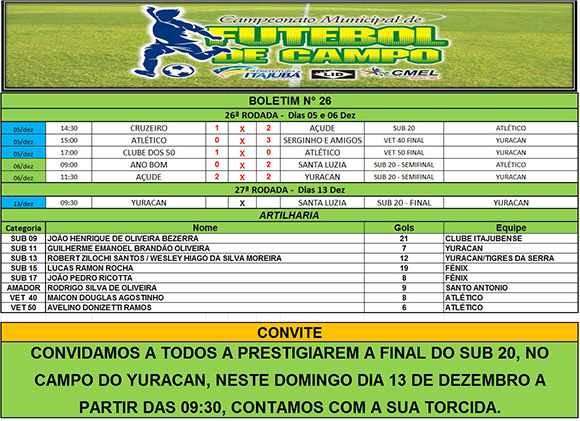 Campeonato Municipal de
FUTEBOL
DE CAMPO
ITAJUBÁ LID CMEL
BOLETIM N° 26
26ª RODADA - Dias 05 e 06 Dez
05/dez 14:30 CRUZEIRO 1 X 2 AÇUDE SUB 20 ATLÉTICO
05/dez 15:00 ATLÉTICO 0 X 3 SERGINHO E AMIGOS VET 40 FINAL YURACAN
05/dez 17:00 CLUBE DOS 50 1 X 0 ATLÉTICO VET 50 FINAL YURACAN
06/dez 09:00 ANO BOM 0 X 2 SANTA LUZIA SUB 20 - SEMIFINAL ATLÉTICO
06/dez 11:30 AÇUDE 2 X 2 YURACAN SUB 20 - SEMIFINAL YURACAN
27ª RODADA - Dias 13 Dez
13/dez 09:30 YURACAN X SANTA LUZIA SUB 20 - FINAL YURACAN
ARTILHARIA
Categoria Nome Gols Equipe
SUB 09 JOÃO HENRIQUE DE OLIVEIRA BEZERRA 21 CLUBE ITAJUBENSE
SUB 11 GUILHERME EMANOEL BRANDÃO OLIVEIRA 7 YURACAN
SUB 13 ROBERT ZILOCHI SANTOS / WESLEY HIAGO DA SILVA MOREIRA 12 YURACAN/TIGRES DA SERRA
SUB 15 LUCAS RAMON ROCHA 19 FÊNIX
SUB 17 JOÃO PEDRO RICOTTA 8 FÊNIX
AMADOR RODRIGO SILVA DE OLIVEIRA 9 SANTO ANTONIO
VET 40 MAICON DOUGLAS AGOSTINHO 8 ATLÉTICO
VET 50 AVELINO DONIZETTI RAMOS 6 ATLÉTICO
CONVITE
CONVIDAMOS A TODOS A PRESTIGIAREM A FINAL DO SUB 20, NO
CAMPO DO YURACAN, NESTE DOMINGO DIA 13 DE DEZEMBRO A
PARTIR DAS 09:30, CONTAMOS COM A SUA TORCIDA.